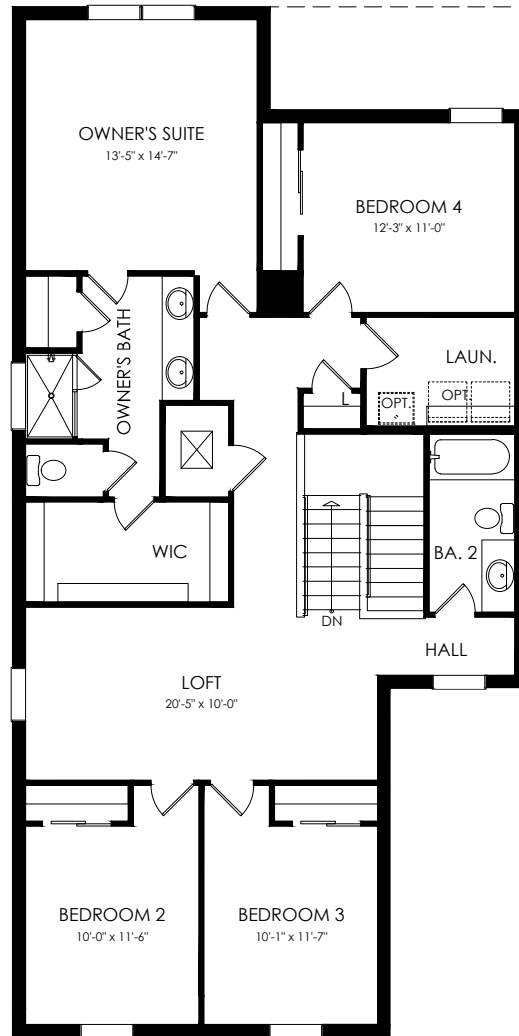 OWNER'S SUITE
13'-5" x 14'-7"
BEDROOM 4
12'-3" x 11'-0"
OWNER'S BATH
LAUN.
OPT.
OPT
L
WIC
BA. 2
DN
HALL
LOFT
20'-5" x 10'-0"
BEDROOM 2
10'-0" x 11'-6"
BEDROOM 3
10'-1" x 11'-7"